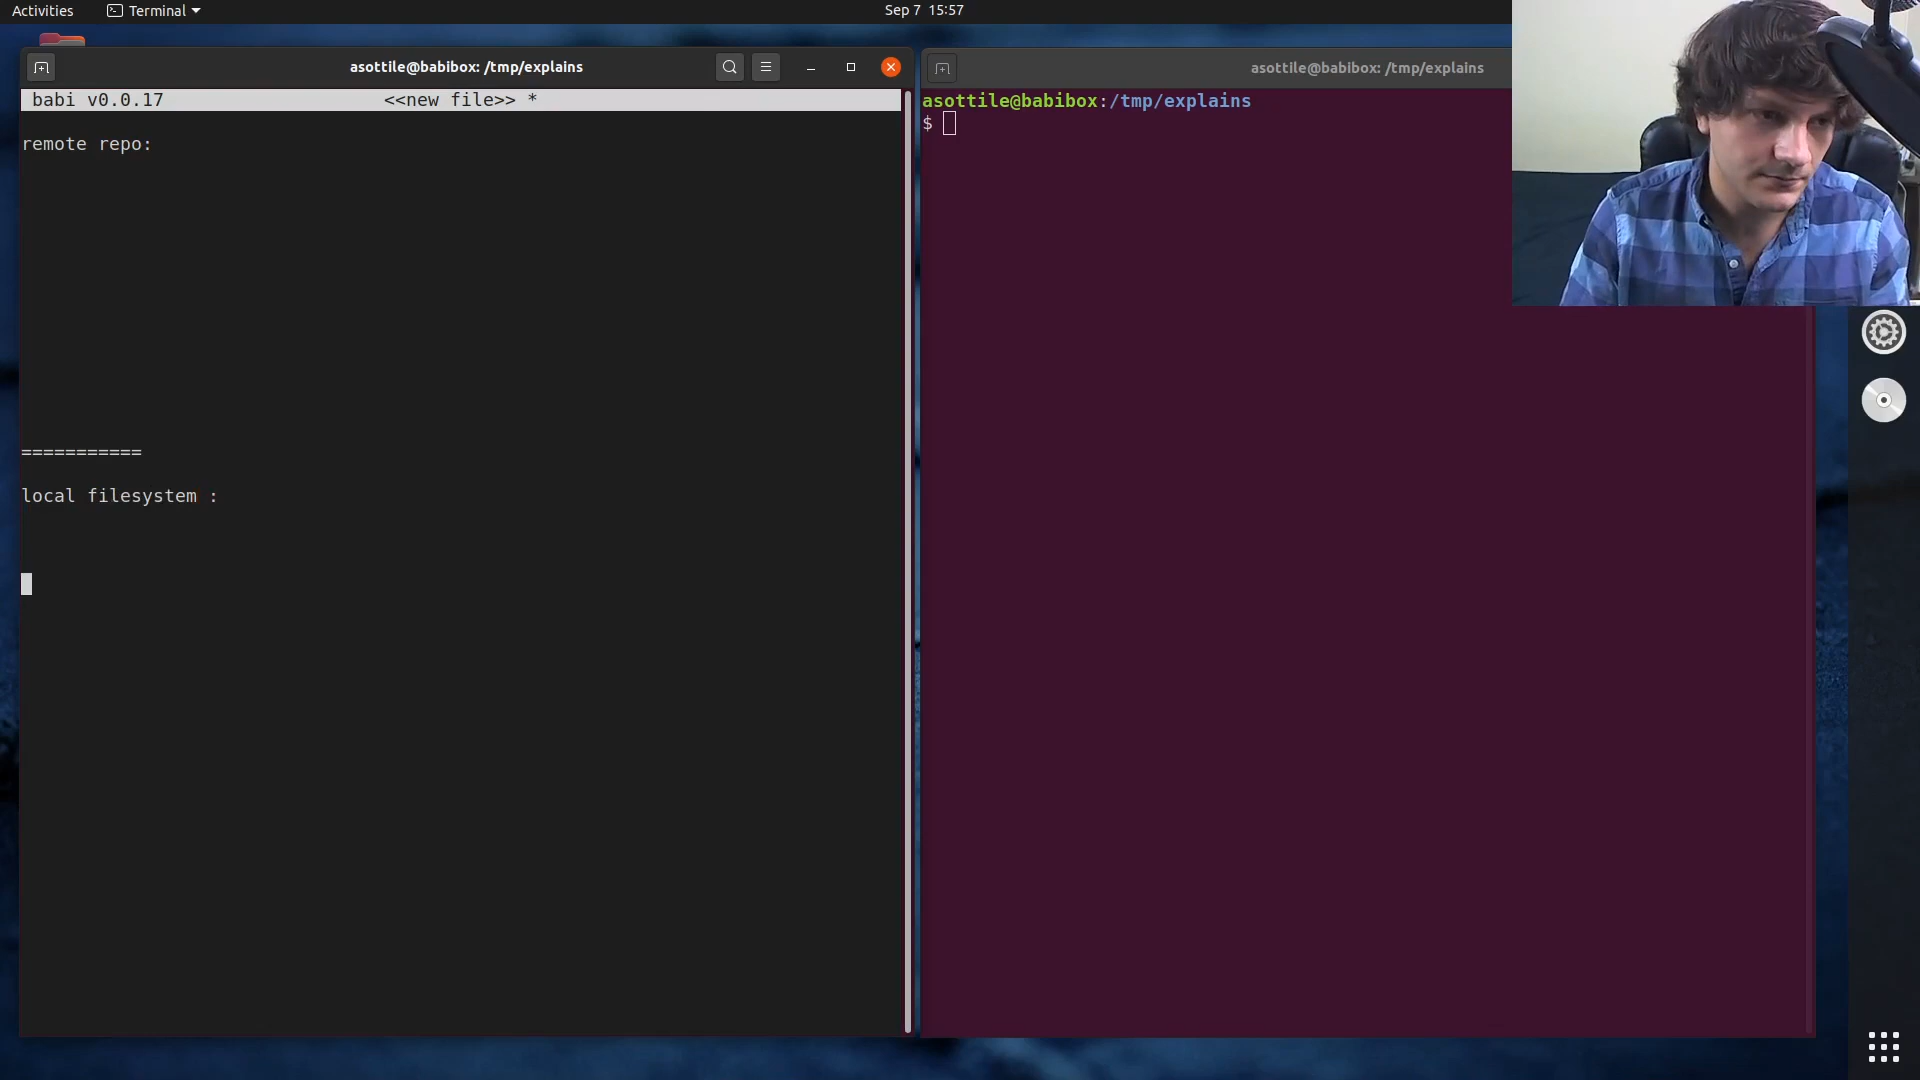 Activities
Terminal
Sep 7 15:57
asottile@babibox: /tmp/explains
babi v0.0.17 <<new file>> *
remote repo:
===========
local filesystem :
asottile@babibox: /tmp/explains
asottile@babibox:/tmp/explains
$